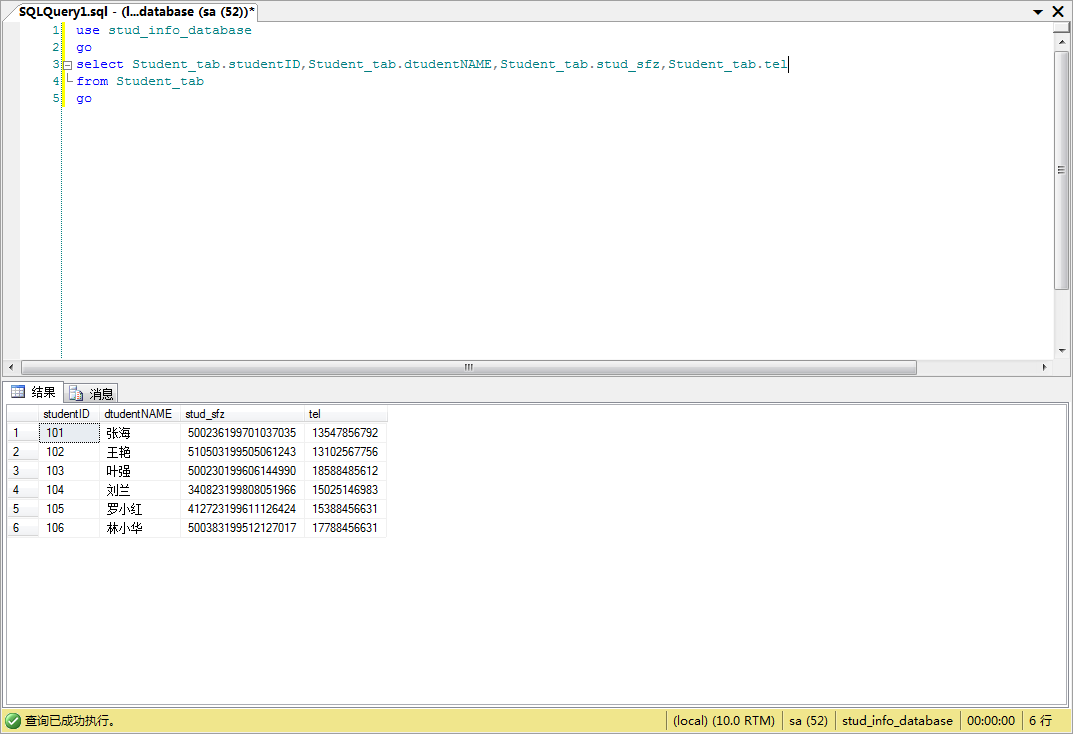 SQLQuery1.sql - (l...database (sa (52))*
1 use stud_info_database
2 go
3 select Student_tab.studentID,Student_tab.dtudentNAME,Student_tab.stud_sfz,Student_tab.tel
4 from Student_tab
5 go
结果 消息
studentID dtudentNAME stud_sfz tel
1 101 张海 500236199701037035 13547856792
2 102 王艳 510503199505061243 13102567756
3 103 叶强 500230199606144990 18588485612
4 104 刘兰 340823199808051966 15025146983
5 105 罗小红 412723199611126424 15388456631
6 106 林小华 500383199512127017 17788456631
查询已成功执行。 (local) (10.0 RTM) sa (52) stud_info_database 00:00:00 6 行